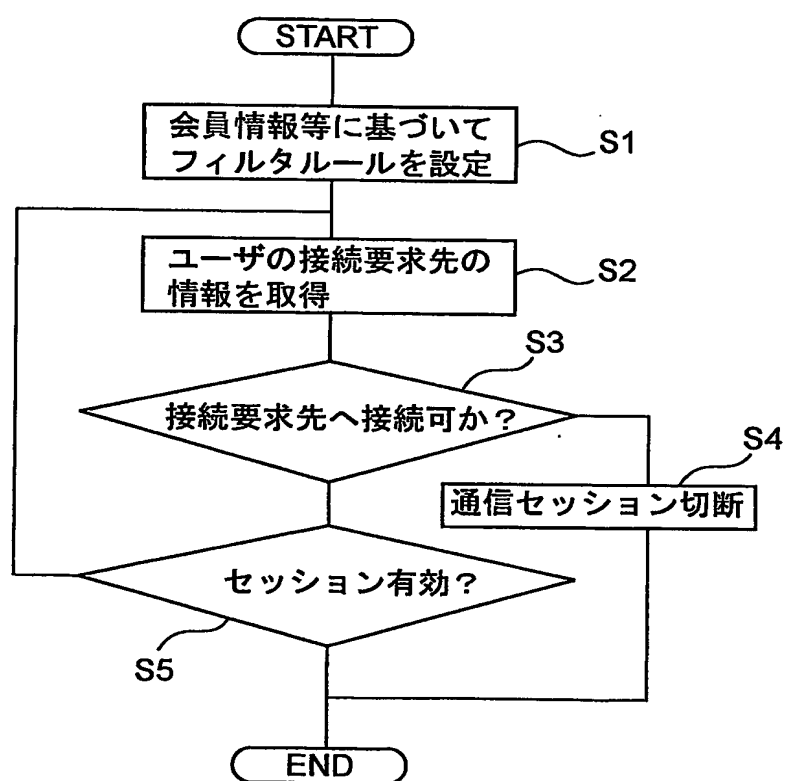 START
会員情報等に基づいて
フィルタルールを設定
S1
ユーザの接続要求先の
情報を取得
S2
S3
接続要求先へ接続可か？
S4
通信セッション切断
セッション有効？
S5
END